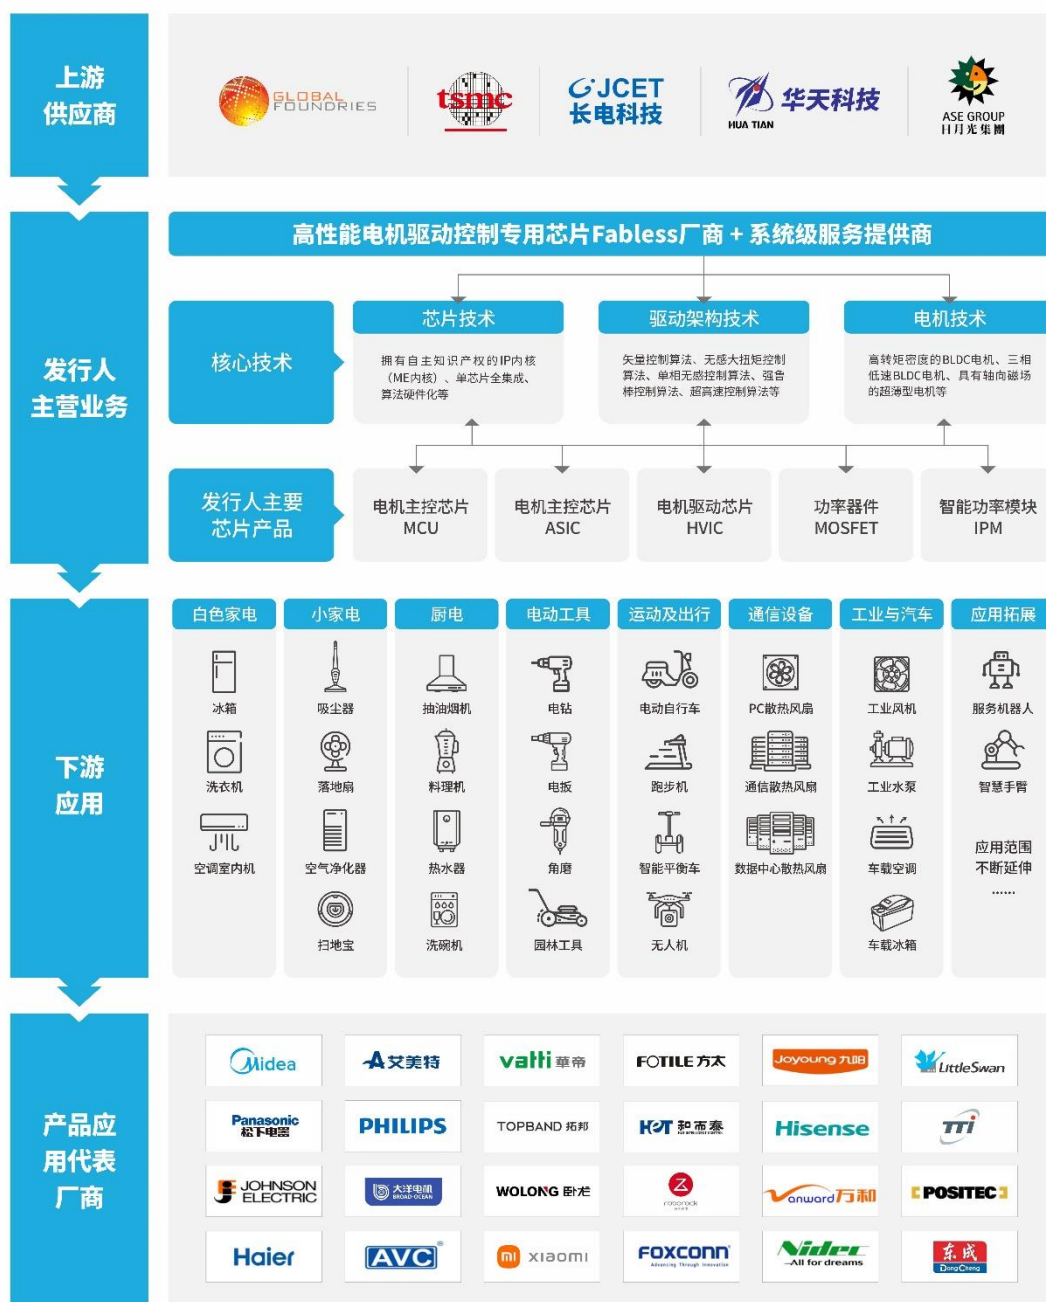 上游
供应商
GLOBAL
FOUNDRIES
tsmc
JCET
长电科技
HUA TIAN
华天科技
ASE GROUP
日月光集團
发行人
主营业务
高性能电机驱动控制专用芯片Fabless厂商 + 系统级服务提供商
核心技术
芯片技术
拥有自主知识产权的IP内核
（ME内核）、单芯片全集成、
算法硬件化等
驱动架构技术
矢量控制算法、无感大扭矩控制
算法、单相无感控制算法、强鲁
棒控制算法、超高速控制算法等
电机技术
高转矩密度的BLDC电机、三相
低速BLDC电机、具有轴向磁场
的超薄型电机等
发行人主要
芯片产品
电机主控芯片
MCU
电机主控芯片
ASIC
电机驱动芯片
HVIC
功率器件
MOSFET
智能功率模块
IPM
下游
应用
白色家电
冰箱
洗衣机
空调室内机
小家电
吸尘器
落地扇
空气净化器
扫地宝
厨电
抽油烟机
料理机
热水器
洗碗机
电动工具
电钻
电扳
角磨
园林工具
运动及出行
电动自行车
跑步机
智能平衡车
无人机
通信设备
PC散热风扇
通信散热风扇
数据中心散热风扇
工业与汽车
工业风机
工业水泵
车载空调
车载冰箱
应用拓展
服务机器人
智慧手臂
应用范围
不断延伸
······
产品应
用代表
厂商
Midea
艾美特
vatti 華帝
FOTILE 方太
Joyoung 九阳
LittleSwan
Panasonic
松下电器
PHILIPS
TOPBAND 拓邦
H&T 和而泰
Hisense
TTi
JOHNSON
ELECTRIC
大洋电机
BROAD-OCEAN
WOLONG 卧龙
roborock
Vanward 万和
POSITEC
Haier
AVC®
mi xiaomi
FOXCONN®
Advancing Through Innovation
Nidec
-All for dreams
东成
DongCheng